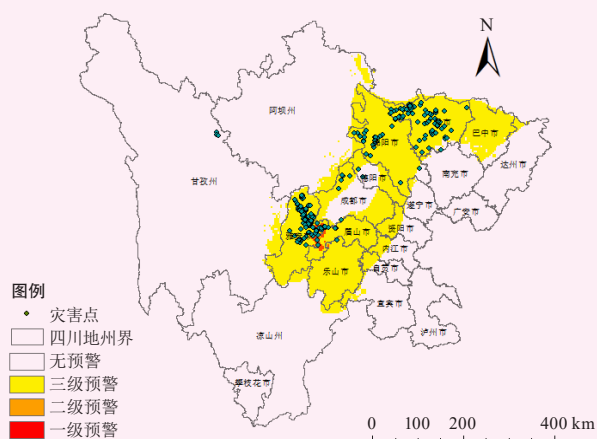 N
阿坝州
巴中市
达州市
南充市
甘孜州
绵阳市
德阳市
成都市
遂宁市
广安市
眉山市
资阳市
内江市
乐山市
自贡市
宜宾市
泸州市
凉山州
攀枝花市
图例
灾害点
四川地州界
无预警
三级预警
二级预警
一级预警
0 100 200 400 km